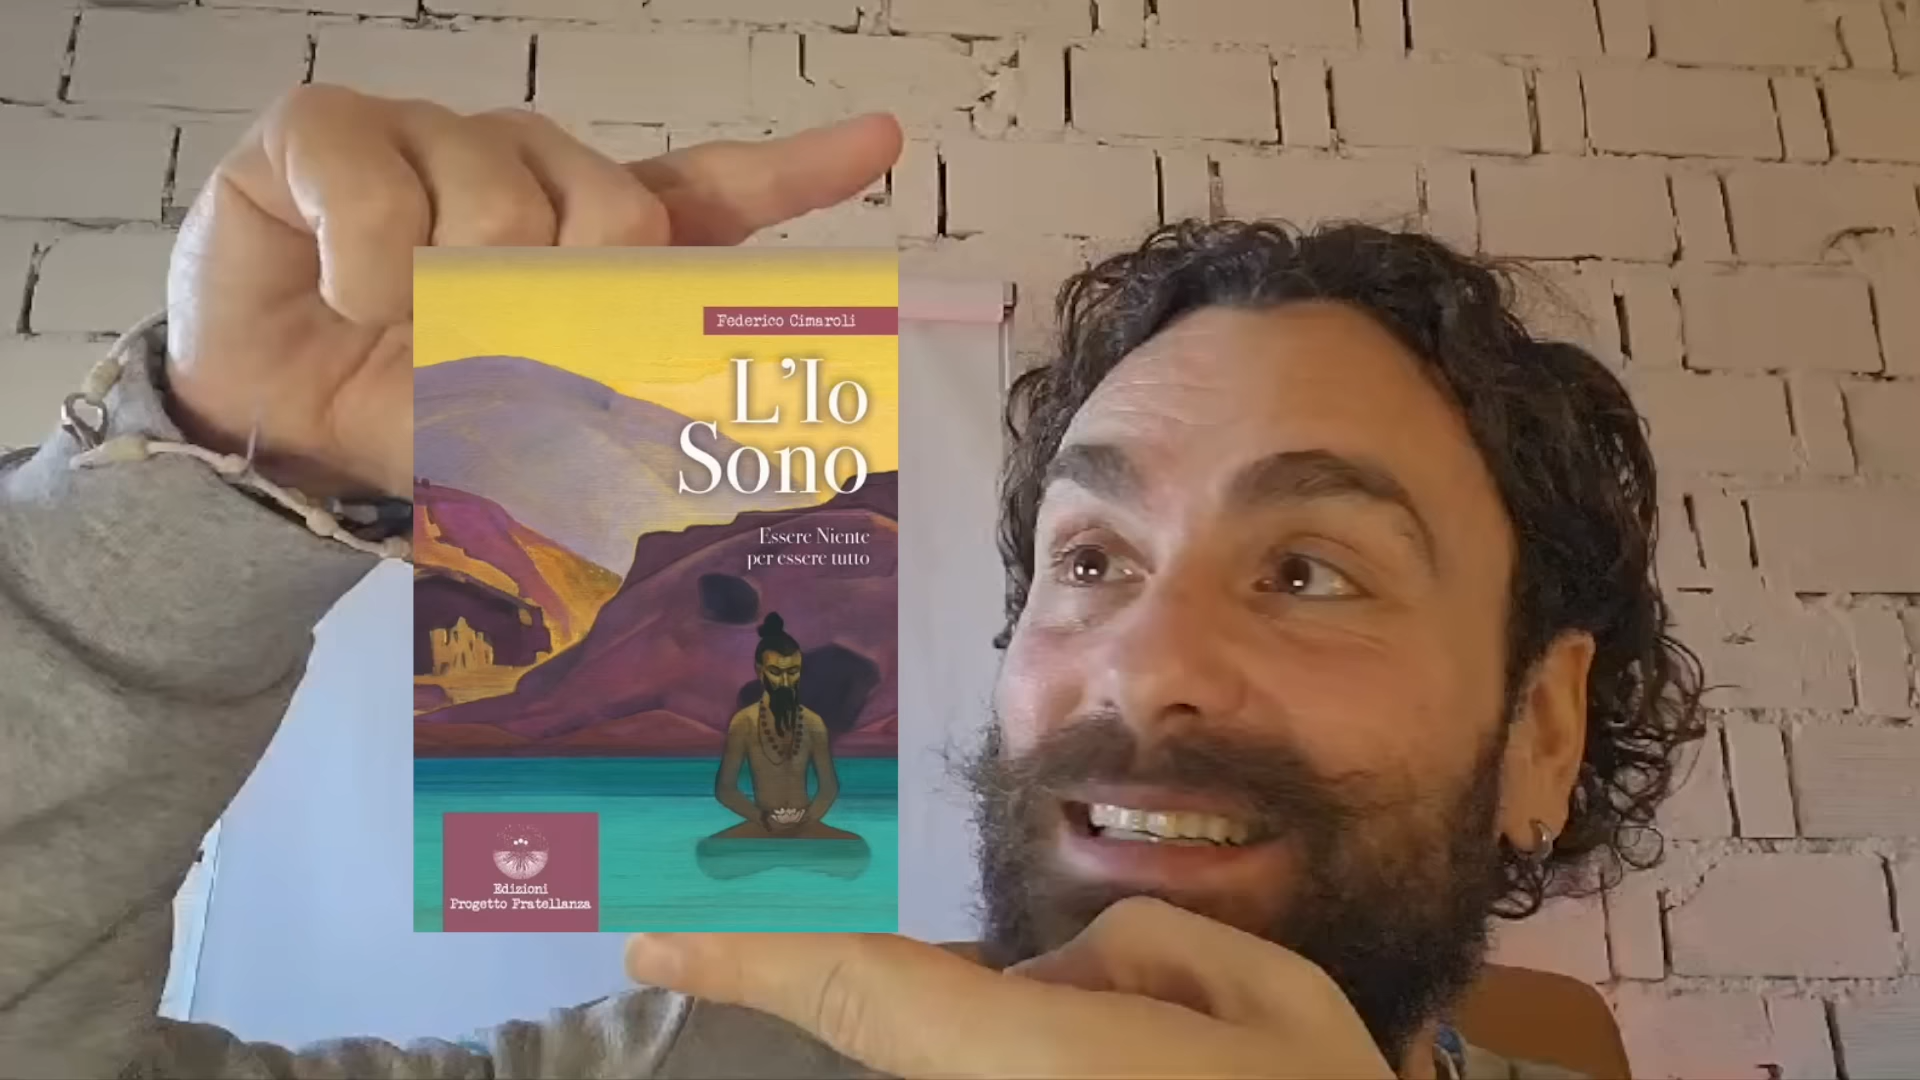 Federico Cimaroli
L'Io
Sono
Essere Niente
per essere tutto
Edizioni
Progetto Fratellanza